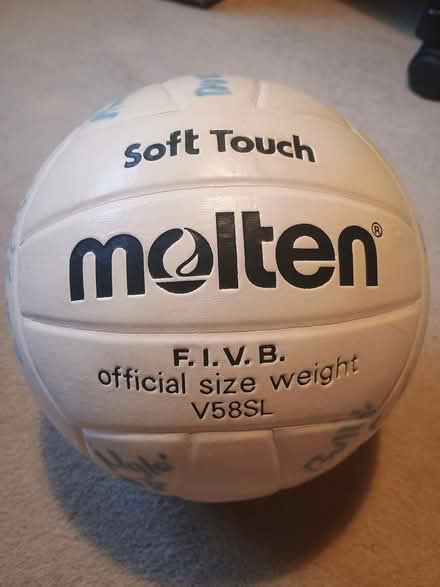 Soft Touch
molten®
F.I.V.B.
official size weight
V58SL